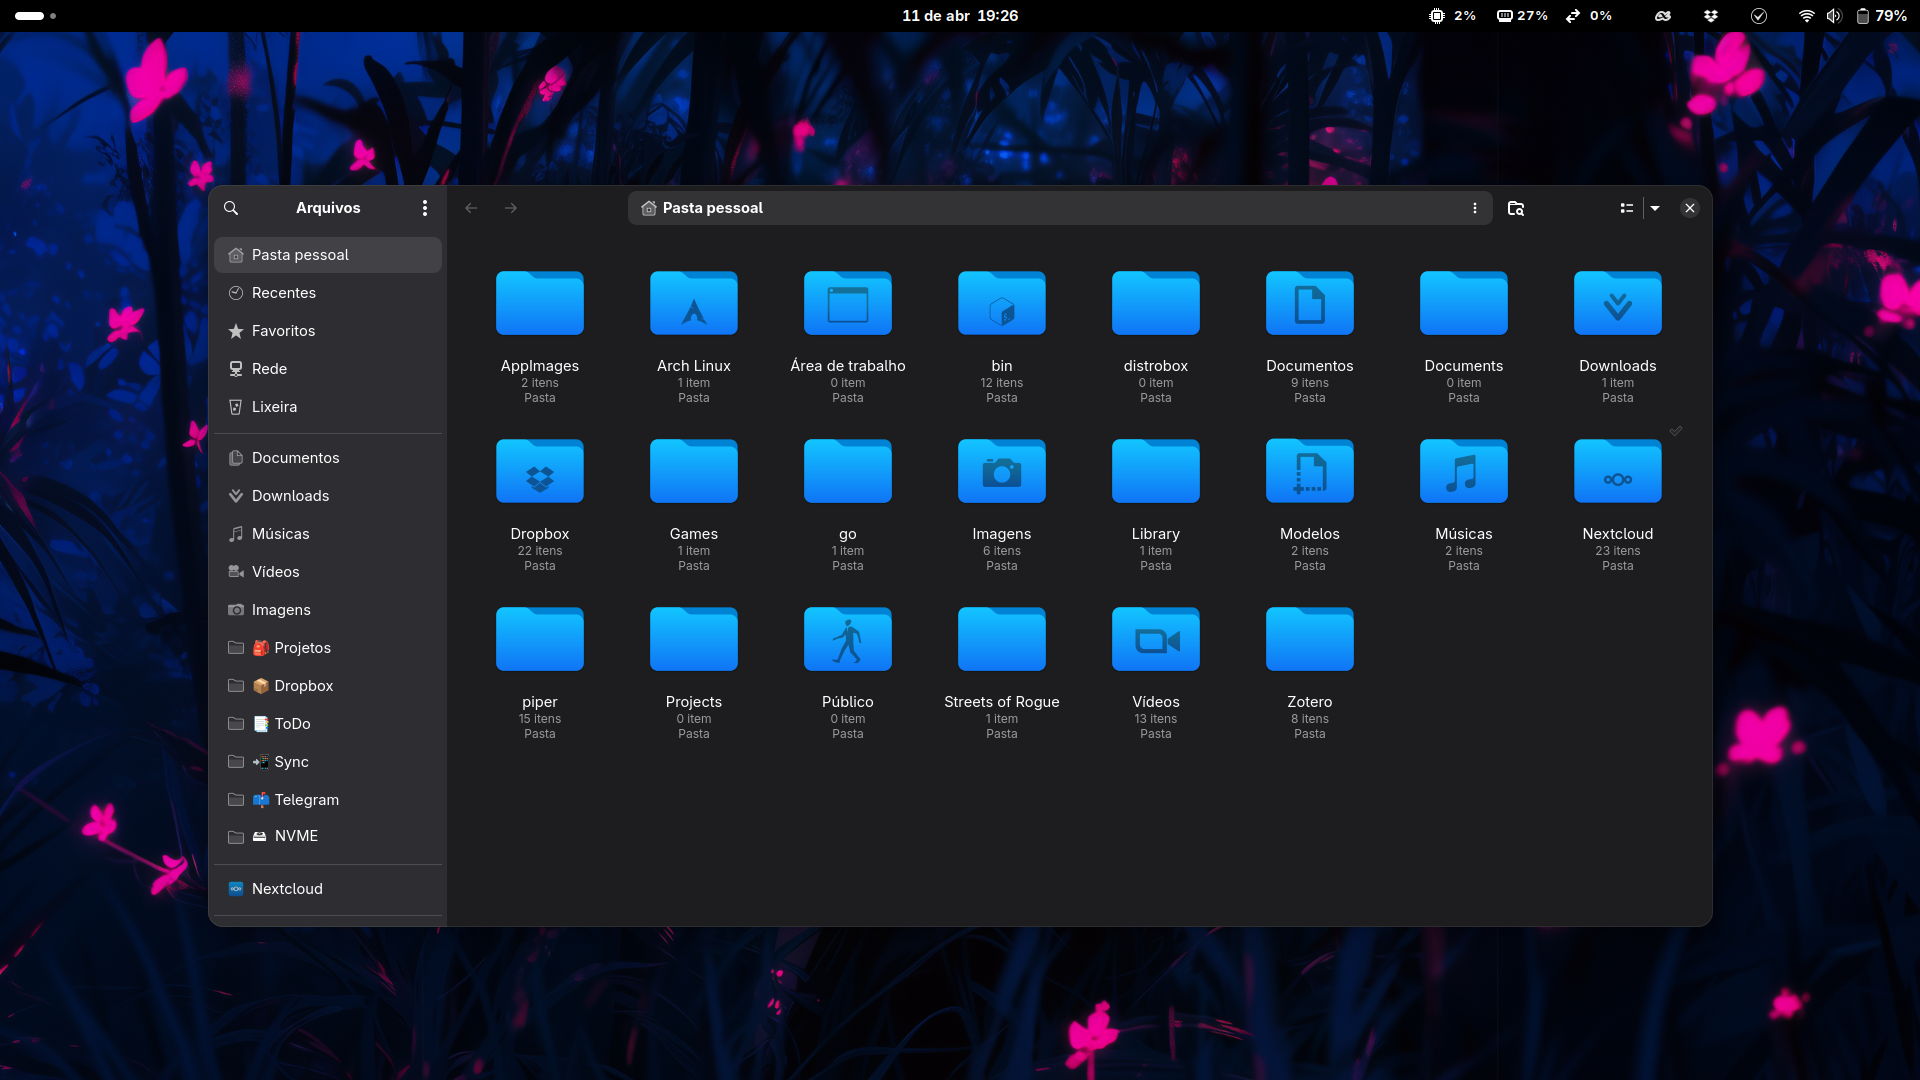 11 de abr 19:26
2% 27% 0% 79%
Arquivos
Pasta pessoal
Pasta pessoal
Recentes
Favoritos
Rede
Lixeira
Documentos
Downloads
Músicas
Vídeos
Imagens
🎒 Projetos
📦 Dropbox
📑 ToDo
📲 Sync
📫 Telegram
🖴 NVME
Nextcloud
AppImages
2 itens
Pasta
Arch Linux
1 item
Pasta
Área de trabalho
0 item
Pasta
bin
12 itens
Pasta
distrobox
0 item
Pasta
Documentos
9 itens
Pasta
Documents
0 item
Pasta
Downloads
1 item
Pasta
Dropbox
22 itens
Pasta
Games
1 item
Pasta
go
1 item
Pasta
Imagens
6 itens
Pasta
Library
1 item
Pasta
Modelos
2 itens
Pasta
Músicas
2 itens
Pasta
Nextcloud
23 itens
Pasta
piper
15 itens
Pasta
Projects
0 item
Pasta
Público
0 item
Pasta
Streets of Rogue
1 item
Pasta
Vídeos
13 itens
Pasta
Zotero
8 itens
Pasta